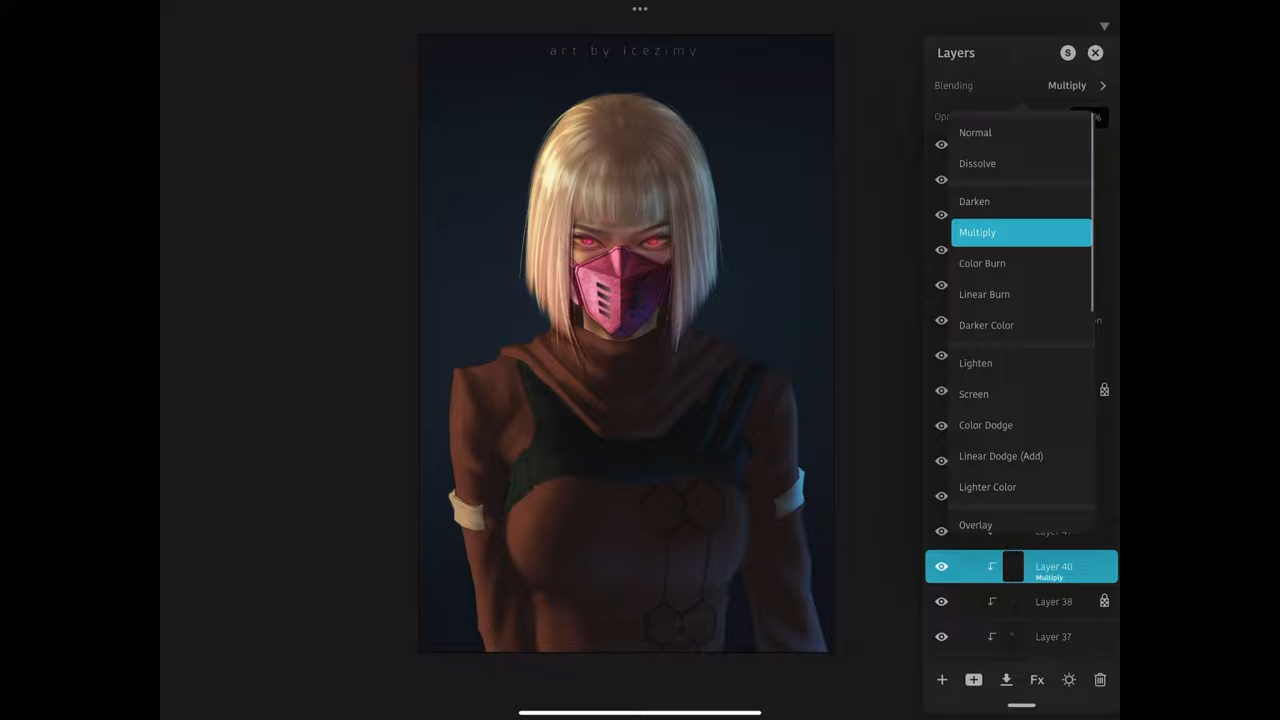 art by icezimy
Layers
S
Blending
Multiply
Opa
%
Normal
Dissolve
Darken
Multiply
Color Burn
Linear Burn
Darker Color
Lighten
Screen
Color Dodge
Linear Dodge (Add)
Lighter Color
Overlay
Layer 40
Multiply
Layer 38
Layer 37
Fx